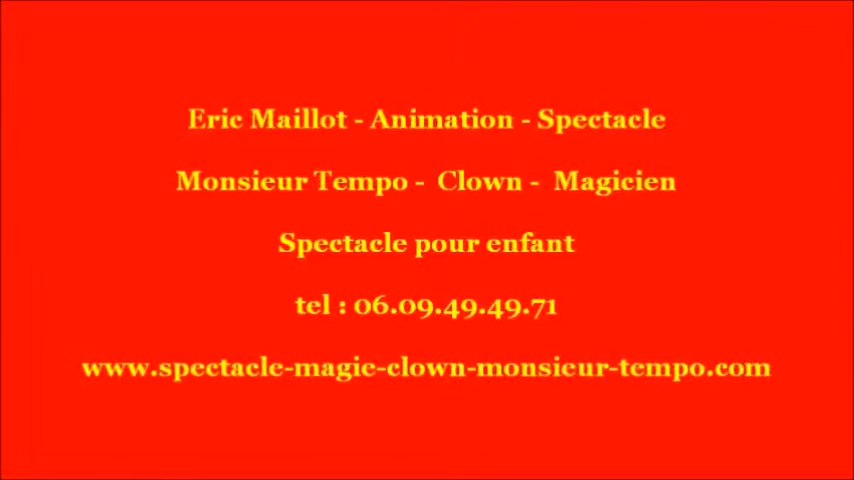 Eric Maillot - Animation - Spectacle
Monsieur Tempo - Clown - Magicien
Spectacle pour enfant
tel : 06.09.49.49.71
www.spectacle-magie-clown-monsieur-tempo.com